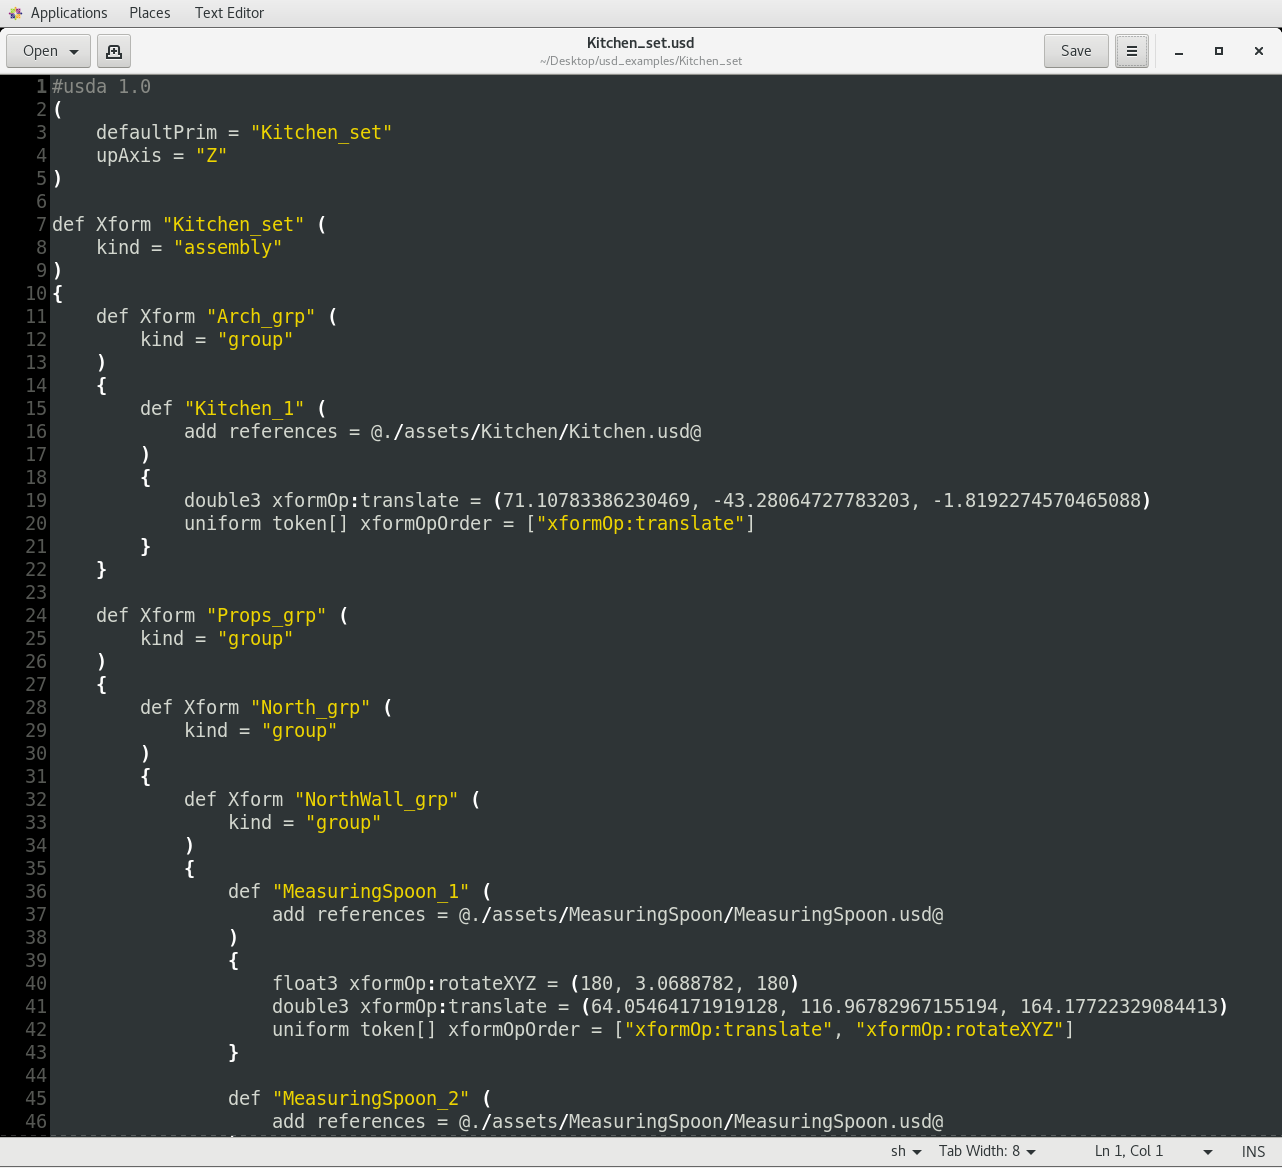 Applications Places Text Editor
Open Kitchen_set.usd Save
~/Desktop/usd_examples/Kitchen_set
1 #usda 1.0
2 (
3     defaultPrim = "Kitchen_set"
4     upAxis = "Z"
5 )
6
7 def Xform "Kitchen_set" (
8     kind = "assembly"
9 )
10 {
11     def Xform "Arch_grp" (
12         kind = "group"
13     )
14     {
15         def "Kitchen_1" (
16             add references = @./assets/Kitchen/Kitchen.usd@
17         )
18         {
19             double3 xformOp:translate = (71.10783386230469, -43.28064727783203, -1.8192274570465088)
20             uniform token[] xformOpOrder = ["xformOp:translate"]
21         }
22     }
23
24     def Xform "Props_grp" (
25         kind = "group"
26     )
27     {
28         def Xform "North_grp" (
29             kind = "group"
30         )
31         {
32             def Xform "NorthWall_grp" (
33                 kind = "group"
34             )
35             {
36                 def "MeasuringSpoon_1" (
37                     add references = @./assets/MeasuringSpoon/MeasuringSpoon.usd@
38                 )
39                 {
40                     float3 xformOp:rotateXYZ = (180, 3.0688782, 180)
41                     double3 xformOp:translate = (64.05464171919128, 116.96782967155194, 164.17722329084413)
42                     uniform token[] xformOpOrder = ["xformOp:translate", "xformOp:rotateXYZ"]
43                 }
44
45                 def "MeasuringSpoon_2" (
46                     add references = @./assets/MeasuringSpoon/MeasuringSpoon.usd@
sh Tab Width: 8 Ln 1, Col 1 INS